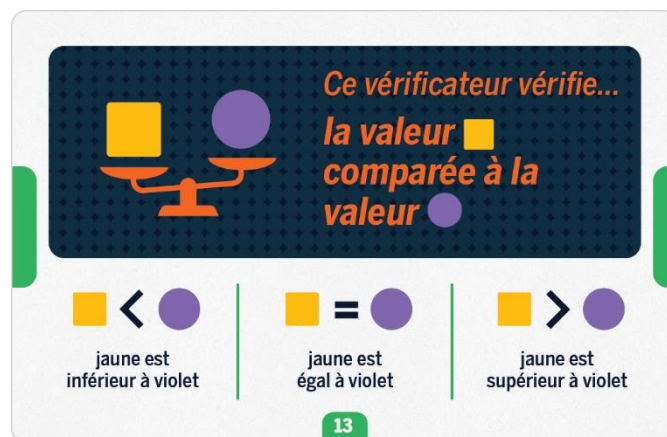 Ce vérificateur vérifie...
la valeur
comparée à la
valeur
<
jaune est
inférieur à violet
=
jaune est
égal à violet
>
jaune est
supérieur à violet
13